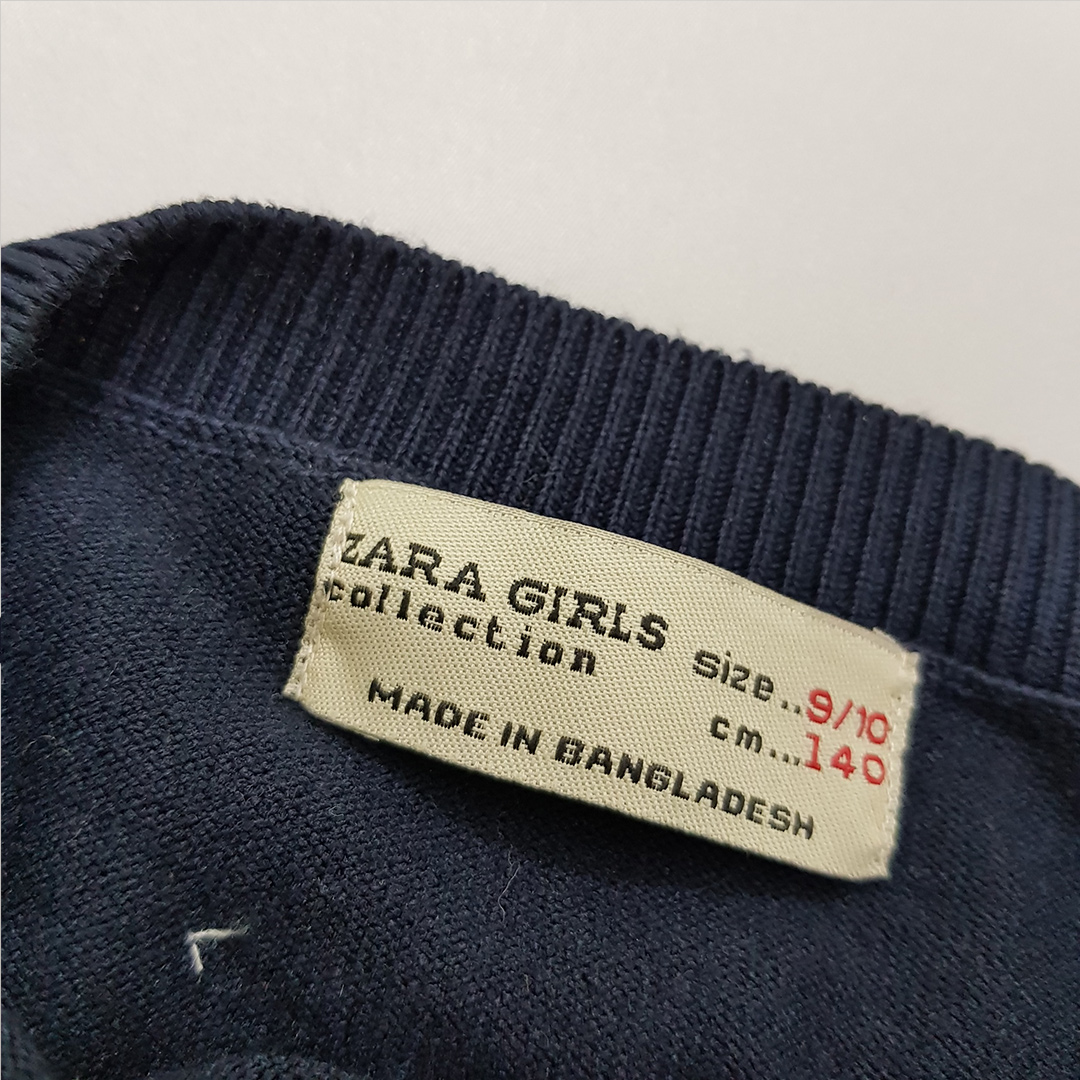 ZARA GIRLS
collection
size..9/10
cm...140
MADE IN BANGLADESH